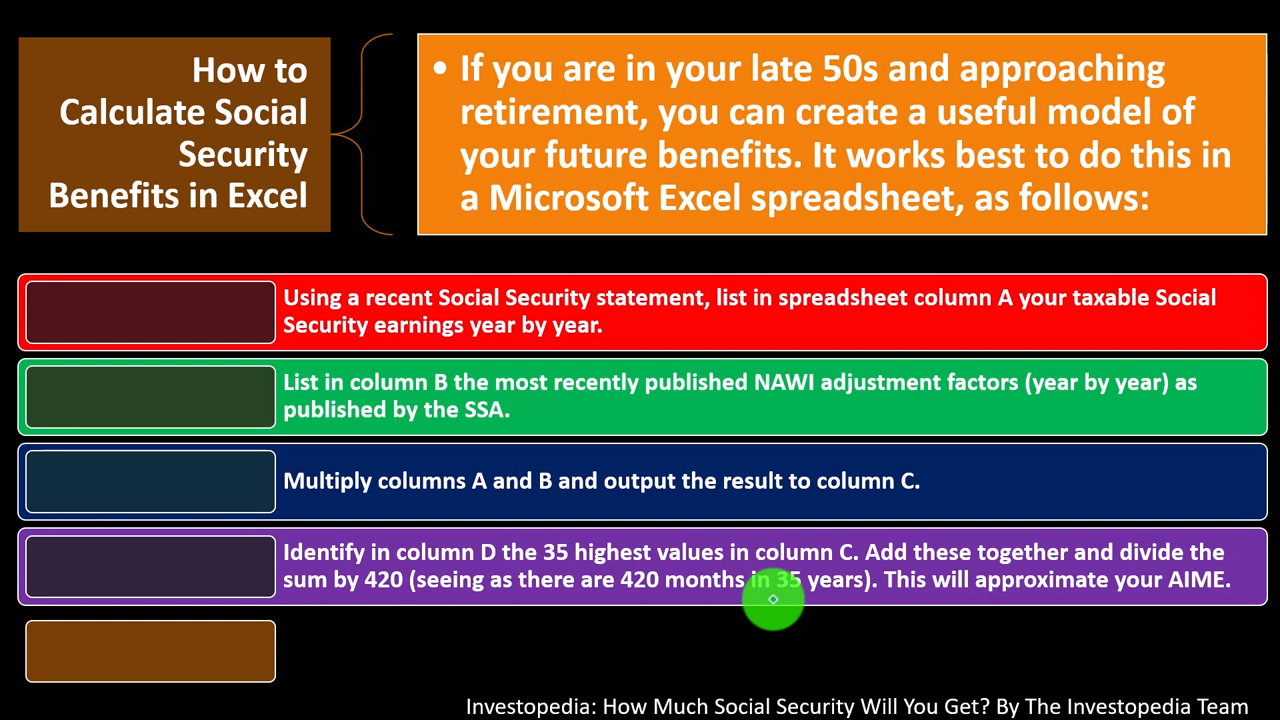 How to
Calculate Social
Security
Benefits in Excel
• If you are in your late 50s and approaching
retirement, you can create a useful model of
your future benefits. It works best to do this in
a Microsoft Excel spreadsheet, as follows:
Using a recent Social Security statement, list in spreadsheet column A your taxable Social
Security earnings year by year.
List in column B the most recently published NAWI adjustment factors (year by year) as
published by the SSA.
Multiply columns A and B and output the result to column C.
Identify in column D the 35 highest values in column C. Add these together and divide the
sum by 420 (seeing as there are 420 months in 35 years). This will approximate your AIME.
Investopedia: How Much Social Security Will You Get? By The Investopedia Team